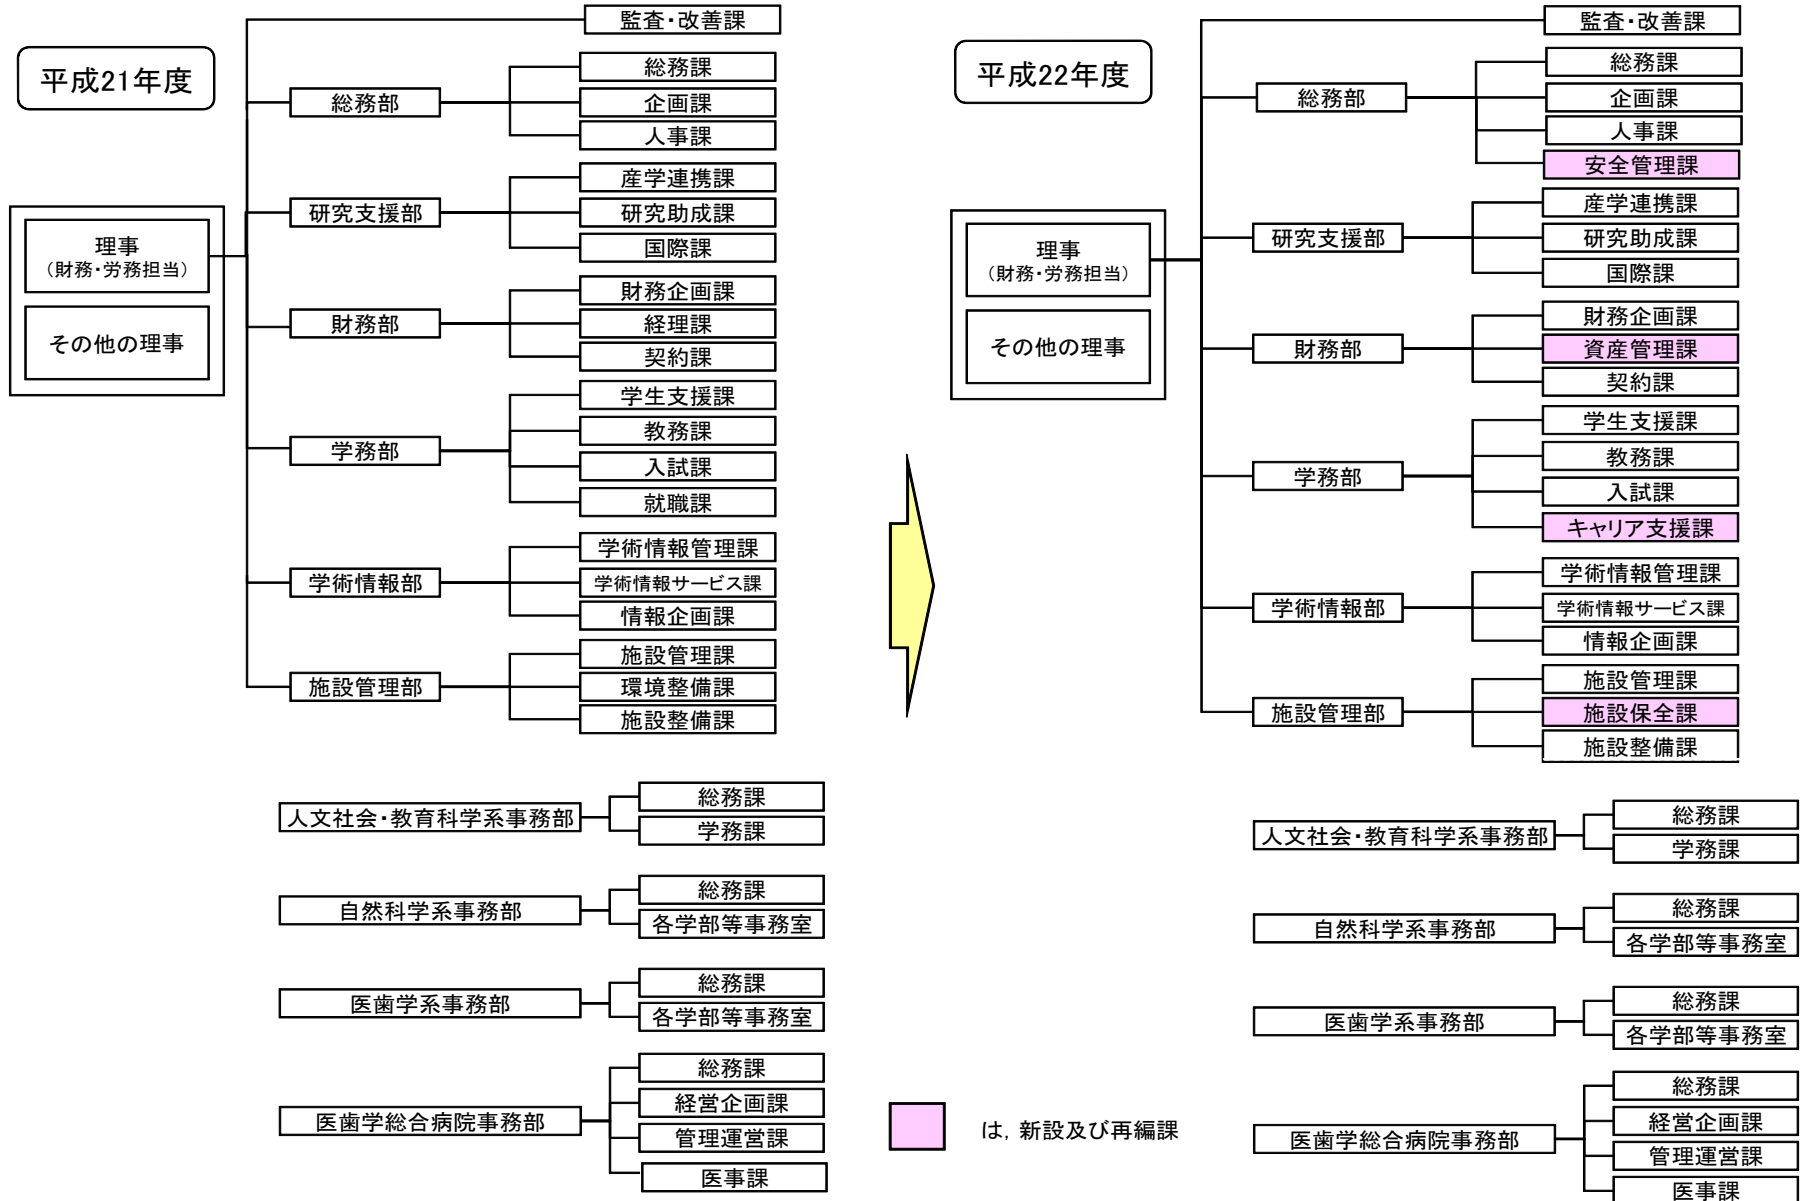 平成21年度
監査・改善課
総務部
総務課
企画課
人事課
研究支援部
産学連携課
研究助成課
国際課
理事
（財務・労務担当）
その他の理事
財務部
財務企画課
経理課
契約課
学務部
学生支援課
教務課
入試課
就職課
学術情報部
学術情報管理課
学術情報サービス課
情報企画課
施設管理部
施設管理課
環境整備課
施設整備課
人文社会・教育科学系事務部
総務課
学務課
自然科学系事務部
総務課
各学部等事務室
医歯学系事務部
総務課
各学部等事務室
医歯学総合病院事務部
総務課
経営企画課
管理運営課
医事課
平成22年度
監査・改善課
総務部
総務課
企画課
人事課
安全管理課
研究支援部
産学連携課
研究助成課
国際課
理事
（財務・労務担当）
その他の理事
財務部
財務企画課
資産管理課
契約課
学務部
学生支援課
教務課
入試課
キャリア支援課
学術情報部
学術情報管理課
学術情報サービス課
情報企画課
施設管理部
施設管理課
施設保全課
施設整備課
人文社会・教育科学系事務部
総務課
学務課
自然科学系事務部
総務課
各学部等事務室
医歯学系事務部
総務課
各学部等事務室
医歯学総合病院事務部
総務課
経営企画課
管理運営課
医事課
は，新設及び再編課